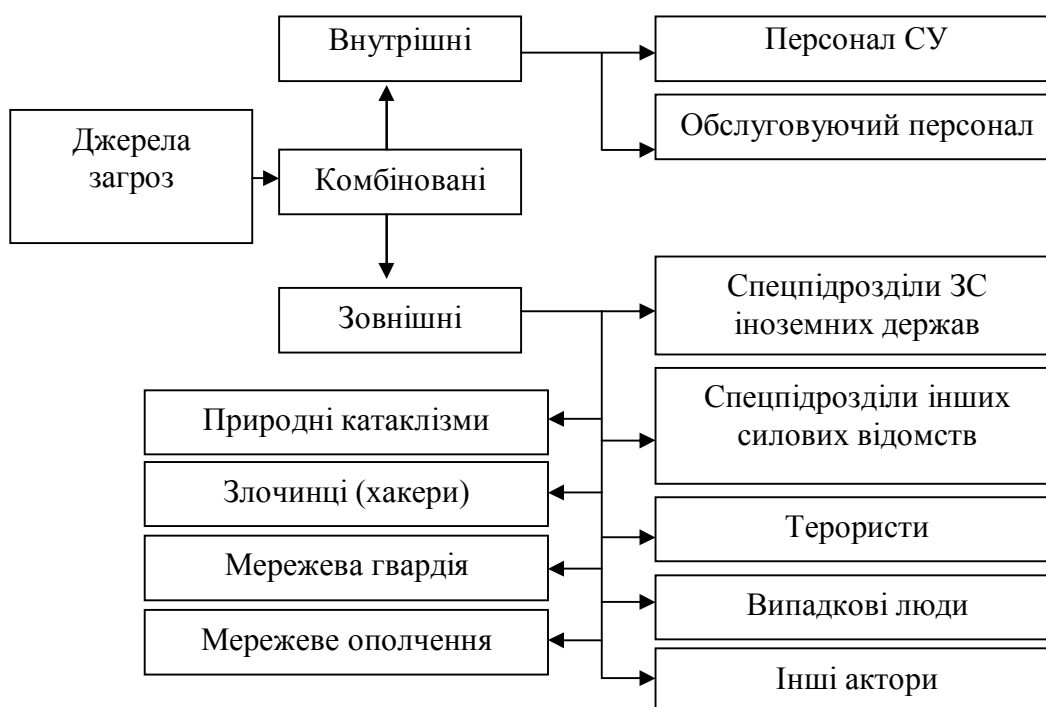 Внутрішні
Персонал СУ
Обслуговуючий персонал
Джерела
загроз
Комбіновані
Зовнішні
Спецпідрозділи ЗС
іноземних держав
Спецпідрозділи інших
силових відомств
Природні катаклізми
Злочинці (хакери)
Терористи
Мережева гвардія
Випадкові люди
Мережеве ополчення
Інші актори